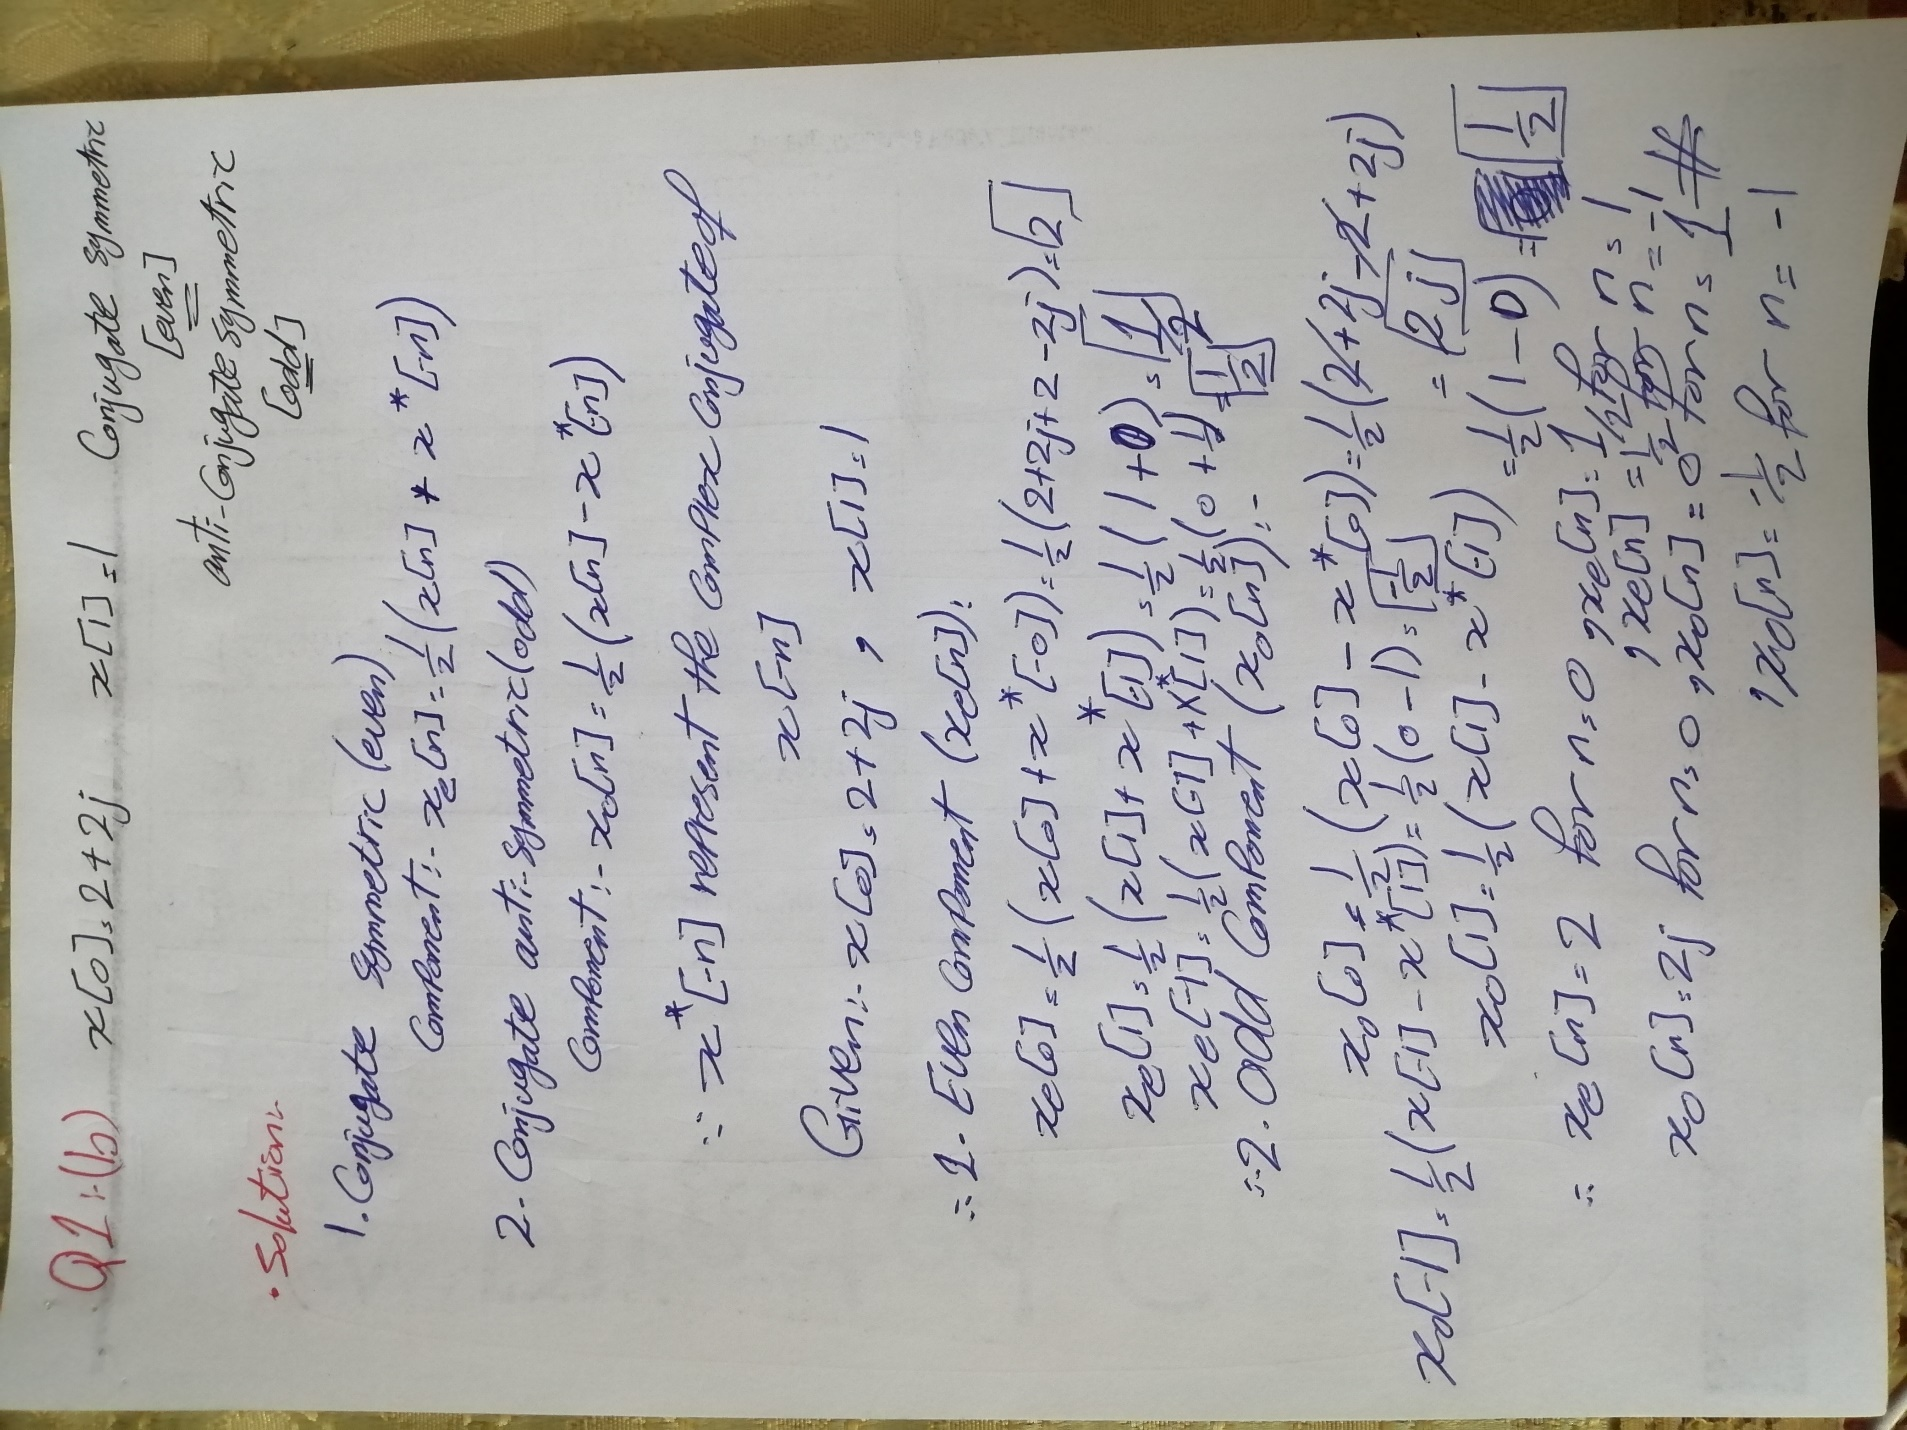 Q1:-(b) x[0]=2+2j x[1]=1 Conjugate symmetric
[even]
anti-Conjugate symmetric
[odd]
• Solution:-
1. Conjugate symmetric (even)
Component:- xe[n] = 1/2 (x[n] + x*[-n])
2- Conjugate anti-symmetric (odd)
Component:- xo[n] = 1/2 (x[n] - x*[-n])
∵ x*[-n] represent the complex Conjugate of
x[-n]
Given:- x[0] = 2+2j , x[1] = 1
∴ 1- Even Component (xe[n]):
xe[0] = 1/2 (x[0] + x*[-0]) = 1/2 (2+2j+2-2j) = 2
xe[1] = 1/2 (x[1] + x*[-1]) = 1/2 (1+0) = 1/2
xe[-1] = 1/2 (x[-1] + x*[1]) = 1/2 (0+1) = 1/2
∴ 2- Odd Component (xo[n]):-
xo[0] = 1/2 (x[0] - x*[0]) = 1/2 (2+2j-2+2j)
= 2j
xo[-1] = 1/2 (x[-1] - x*[1]) = 1/2 (0-1) = -1/2
xo[1] = 1/2 (x[1] - x*[-1]) = 1/2 (1-0) = 1/2
∴ xe[n] = 2 for n=0 , xe[n] = 1/2 for n=1
, xe[n] = 1/2 for n=-1
xo[n] = 2j for n=0 , xo[n] = 0 for n=1 #
, xo[n] = -1/2 for n=-1